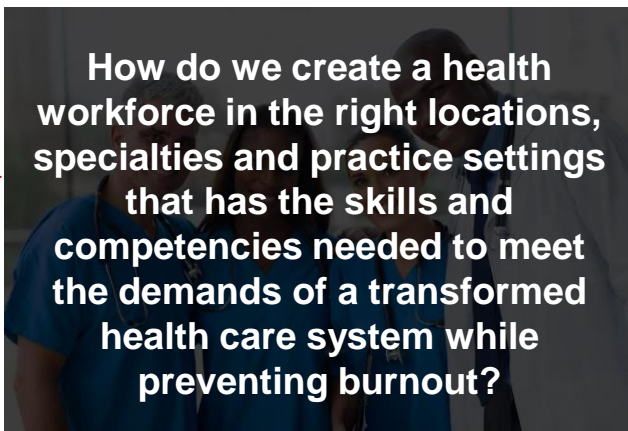 How do we create a health
workforce in the right locations,
specialties and practice settings
that has the skills and
competencies needed to meet
the demands of a transformed
health care system while
preventing burnout?